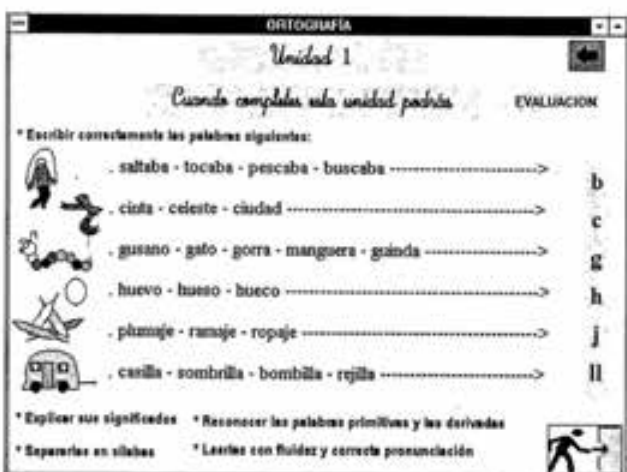 ORTOGRAFÍA
Unidad 1
Cuando completes esta unidad podrás
EVALUACION
* Escribir correctamente las palabras siguientes:
. saltaba - tocaba - pescaba - buscaba ----------------------> b
. cinta - celeste - ciudad ----------------------> c
. gusano - gato - gorra - manguera - guinda ----------------------> g
. huevo - hueso - hueco ----------------------> h
. plumaje - ramaje - ropaje ----------------------> j
. casilla - sombrilla - bombilla - rejilla ----------------------> ll
* Explicar sus significados * Reconocer las palabras primitivas y las derivadas
* Separarlas en sílabas * Leerlas con fluidez y correcta pronunciación